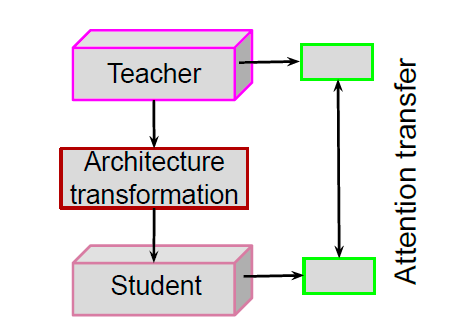 Teacher
Architecture
transformation
Student
Attention transfer